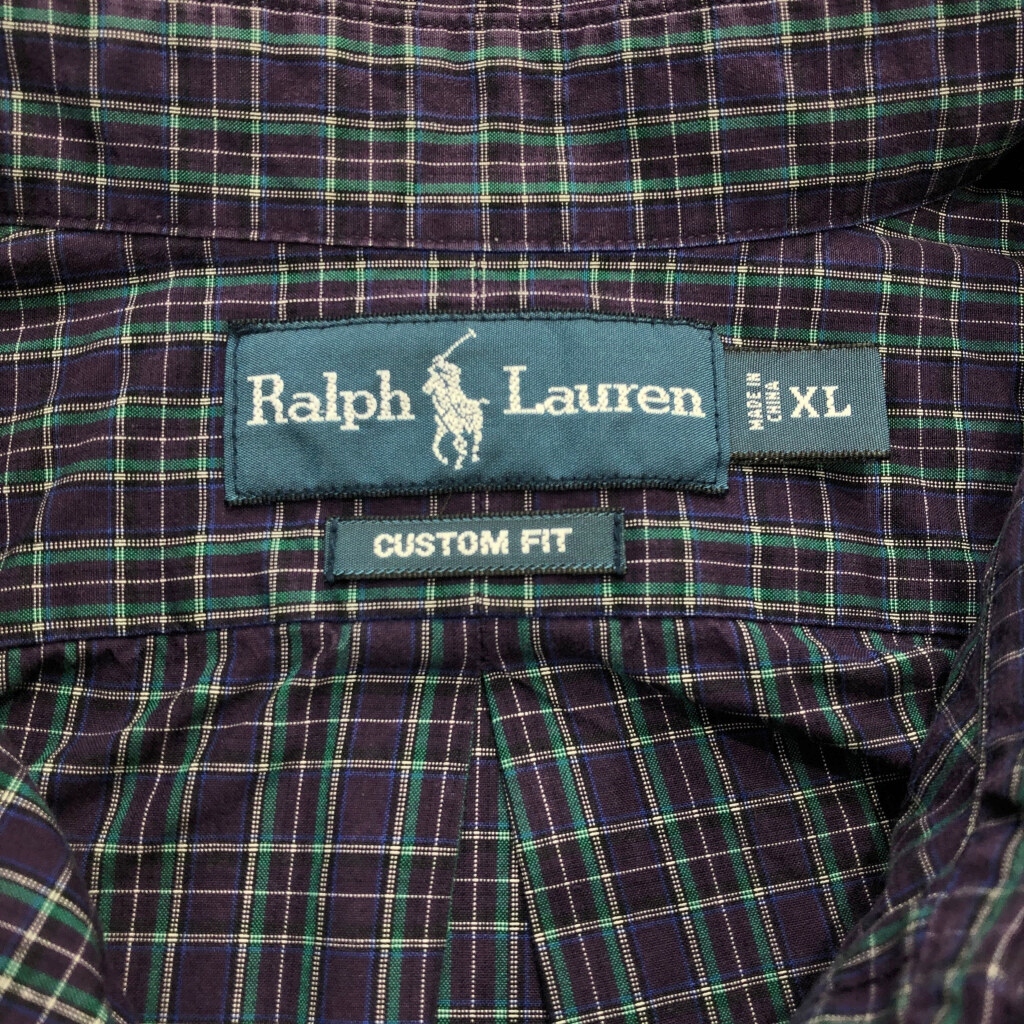 Ralph Lauren
MADE IN
CHINA
XL
CUSTOM FIT